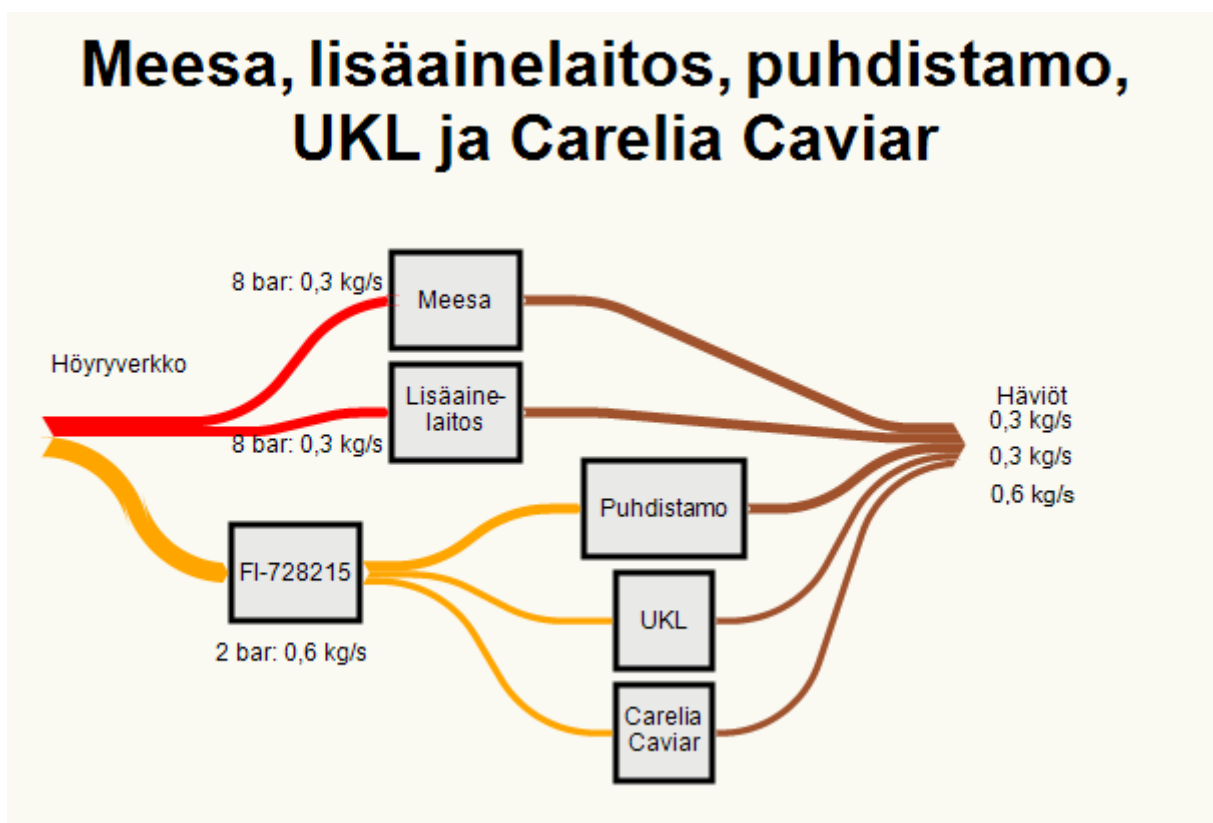 Meesa, lisäainelaitos, puhdistamo,
UKL ja Carelia Caviar
8 bar: 0,3 kg/s
Meesa
Höyryverkko
Lisäaine-
laitos
8 bar: 0,3 kg/s
Häviöt
0,3 kg/s
0,3 kg/s
0,6 kg/s
Puhdistamo
FI-728215
2 bar: 0,6 kg/s
UKL
Carelia
Caviar